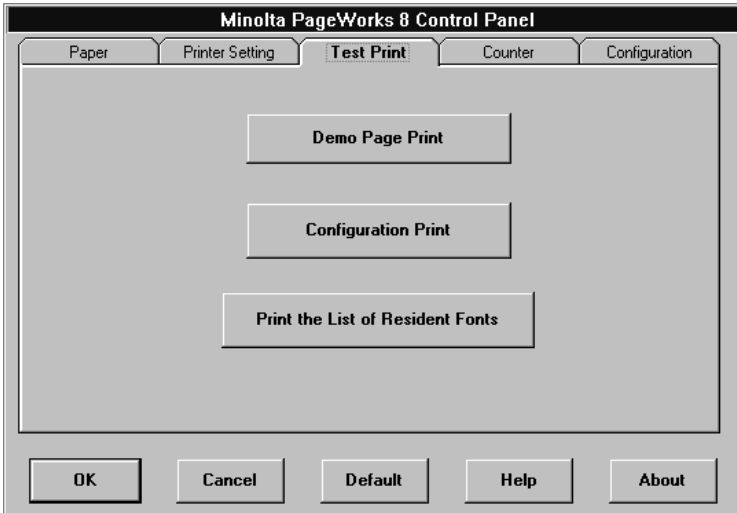 Minolta PageWorks 8 Control Panel
Paper Printer Setting Test Print Counter Configuration
Demo Page Print
Configuration Print
Print the List of Resident Fonts
OK Cancel Default Help About